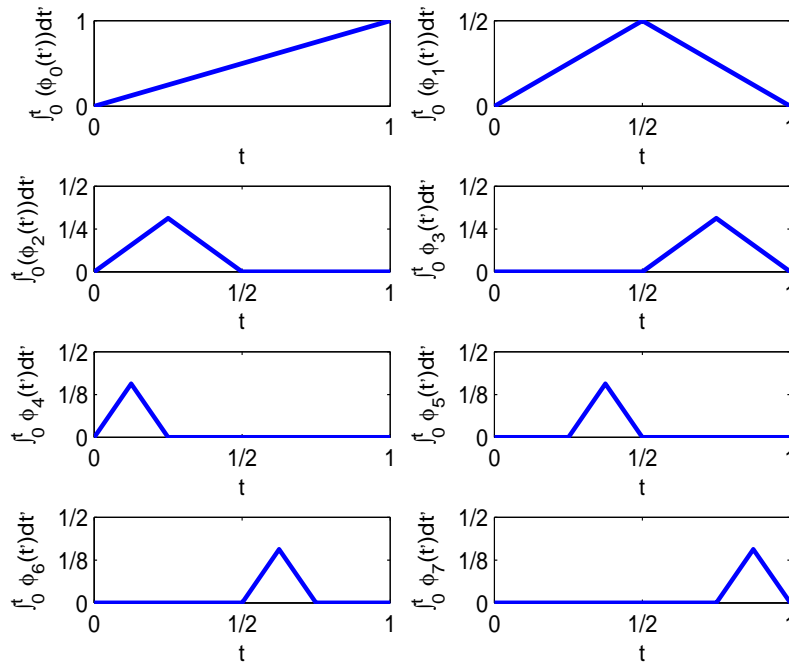 1
0
0
1
t
∫₀ᵗ (ϕ₀(t'))dt'
1/2
0
0
1/2
1
t
∫₀ᵗ (ϕ₁(t'))dt'
1/2
1/4
0
0
1/2
1
t
∫₀ᵗ(ϕ₂(t'))dt'
1/2
1/4
0
0
1/2
1
t
∫₀ᵗ ϕ₃(t')dt'
1/2
1/8
0
0
1/2
1
t
∫₀ᵗ ϕ₄(t')dt'
1/2
1/8
0
0
1/2
1
t
∫₀ᵗ ϕ₅(t')dt'
1/2
1/8
0
0
1/2
1
t
∫₀ᵗ ϕ₆(t')dt'
1/2
1/8
0
0
1/2
1
t
∫₀ᵗ ϕ₇(t')dt'